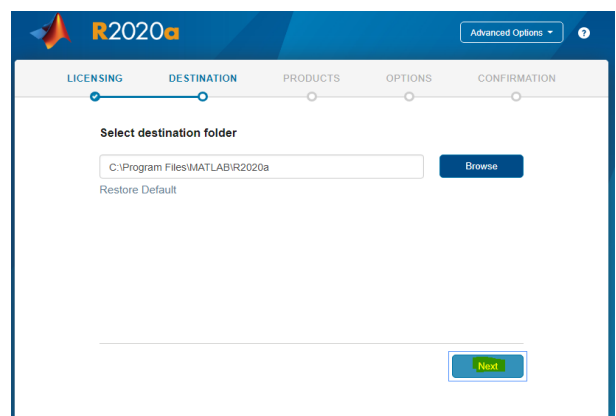 R2020a
Advanced Options
?
LICENSING DESTINATION PRODUCTS OPTIONS CONFIRMATION
Select destination folder
C:\Program Files\MATLAB\R2020a
Browse
Restore Default
Next